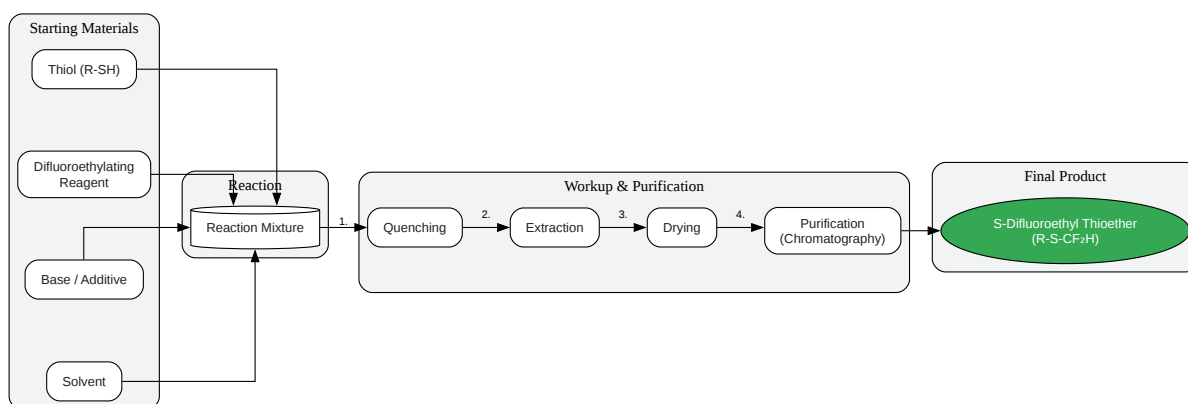 Starting Materials
Thiol (R-SH)
Difluoroethylating
Reagent
Base / Additive
Solvent
Reaction
Reaction Mixture
1.
Workup & Purification
Quenching
2.
Extraction
3.
Drying
4.
Purification
(Chromatography)
Final Product
S-Difluoroethyl Thioether
(R-S-CF₂H)